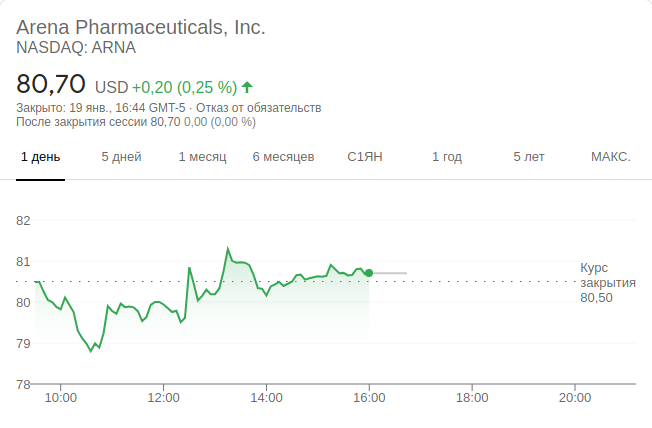 Arena Pharmaceuticals, Inc.
NASDAQ: ARNA
80,70 USD +0,20 (0,25 %)
Закрыто: 19 янв., 16:44 GMT-5 · Отказ от обязательств
После закрытия сессии 80,70 0,00 (0,00 %)
1 день 5 дней 1 месяц 6 месяцев С1ЯН 1 год 5 лет МАКС.
82
81
Курс
закрытия
80,50
80
79
78
10:00 12:00 14:00 16:00 18:00 20:00